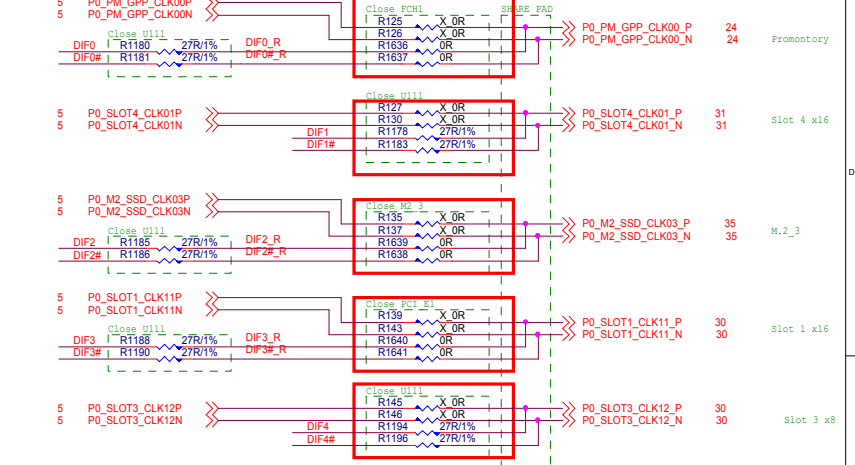 5 P0_PM_GPP_CLK00P
5 P0_PM_GPP_CLK00N
Close FCH1
SHARE PAD
R125 X_0R
R126 X_0R
R1636 0R
R1637 0R
Close U111
DIF0 R1180 27R/1% DIF0_R
DIF0# R1181 27R/1% DIF0#_R
P0_PM_GPP_CLK00_P 24
P0_PM_GPP_CLK00_N 24
Promontory
Close U111
5 P0_SLOT4_CLK01P
5 P0_SLOT4_CLK01N
R127 X_0R
R130 X_0R
DIF1 R1178 27R/1%
DIF1# R1183 27R/1%
P0_SLOT4_CLK01_P 31
P0_SLOT4_CLK01_N 31
Slot 4 x16
D
5 P0_M2_SSD_CLK03P
5 P0_M2_SSD_CLK03N
Close M2_3
R135 X_0R
R137 X_0R
R1639 0R
R1638 0R
Close U111
DIF2 R1185 27R/1% DIF2_R
DIF2# R1186 27R/1% DIF2#_R
P0_M2_SSD_CLK03_P 35
P0_M2_SSD_CLK03_N 35
M.2_3
5 P0_SLOT1_CLK11P
5 P0_SLOT1_CLK11N
Close PCI_E1
R139 X_0R
R143 X_0R
R1640 0R
R1641 0R
Close U111
DIF3 R1188 27R/1% DIF3_R
DIF3# R1190 27R/1% DIF3#_R
P0_SLOT1_CLK11_P 30
P0_SLOT1_CLK11_N 30
Slot 1 x16
Close U111
5 P0_SLOT3_CLK12P
5 P0_SLOT3_CLK12N
R145 X_0R
R146 X_0R
DIF4 R1194 27R/1%
DIF4# R1196 27R/1%
P0_SLOT3_CLK12_P 30
P0_SLOT3_CLK12_N 30
Slot 3 x8